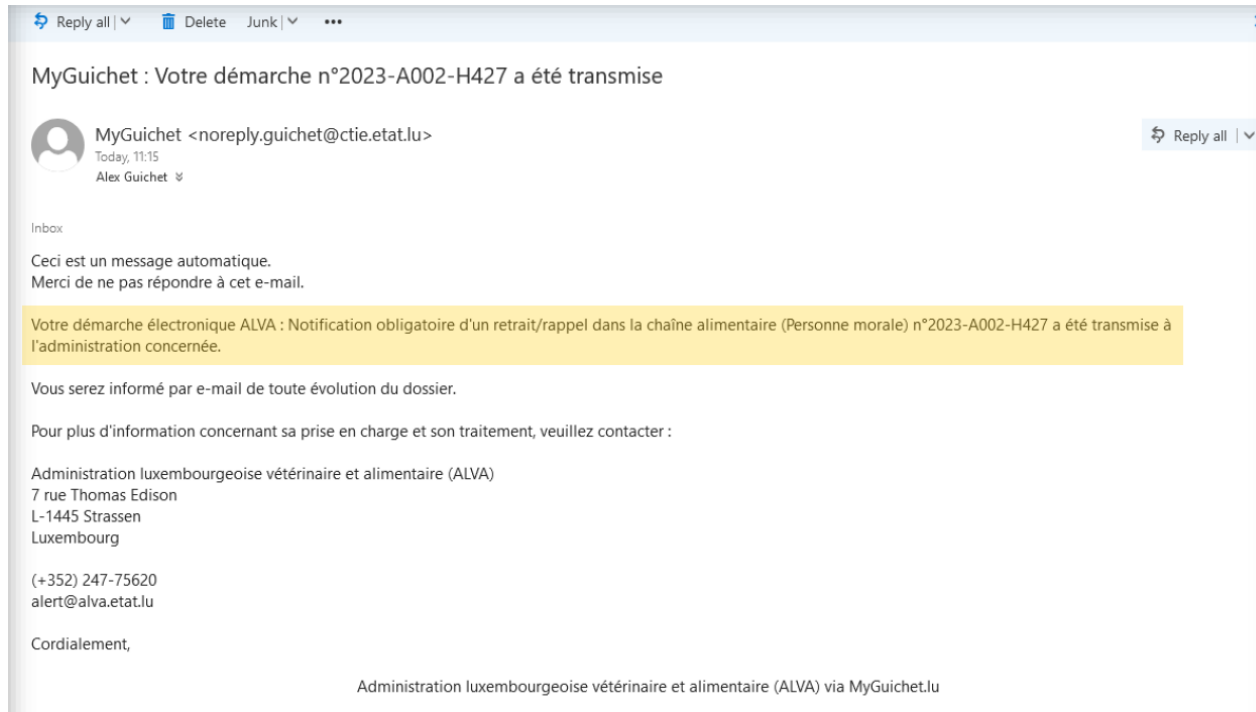 Reply all
Delete
Junk
MyGuichet : Votre démarche n°2023-A002-H427 a été transmise
MyGuichet <noreply.guichet@ctie.etat.lu>
Reply all
Today, 11:15
Alex Guichet
Inbox
Ceci est un message automatique.
Merci de ne pas répondre à cet e-mail.
Votre démarche électronique ALVA : Notification obligatoire d'un retrait/rappel dans la chaîne alimentaire (Personne morale) n°2023-A002-H427 a été transmise à
l'administration concernée.
Vous serez informé par e-mail de toute évolution du dossier.
Pour plus d'information concernant sa prise en charge et son traitement, veuillez contacter :
Administration luxembourgeoise vétérinaire et alimentaire (ALVA)
7 rue Thomas Edison
L-1445 Strassen
Luxembourg
(+352) 247-75620
alert@alva.etat.lu
Cordialement,
Administration luxembourgeoise vétérinaire et alimentaire (ALVA) via MyGuichet.lu